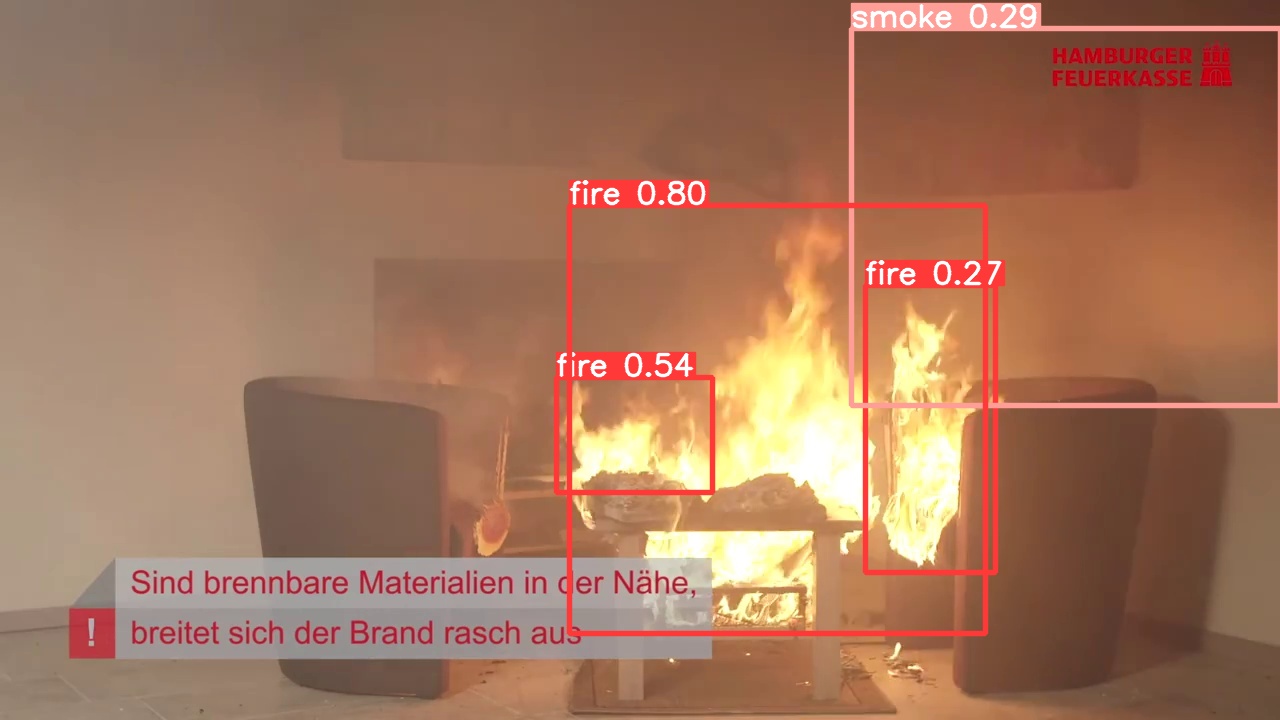 smoke 0.29
HAMBURGER
FEUERKASSE
fire 0.80
fire 0.27
fire 0.54
Sind brennbare Materialien in der Nähe,
! breitet sich der Brand rasch aus